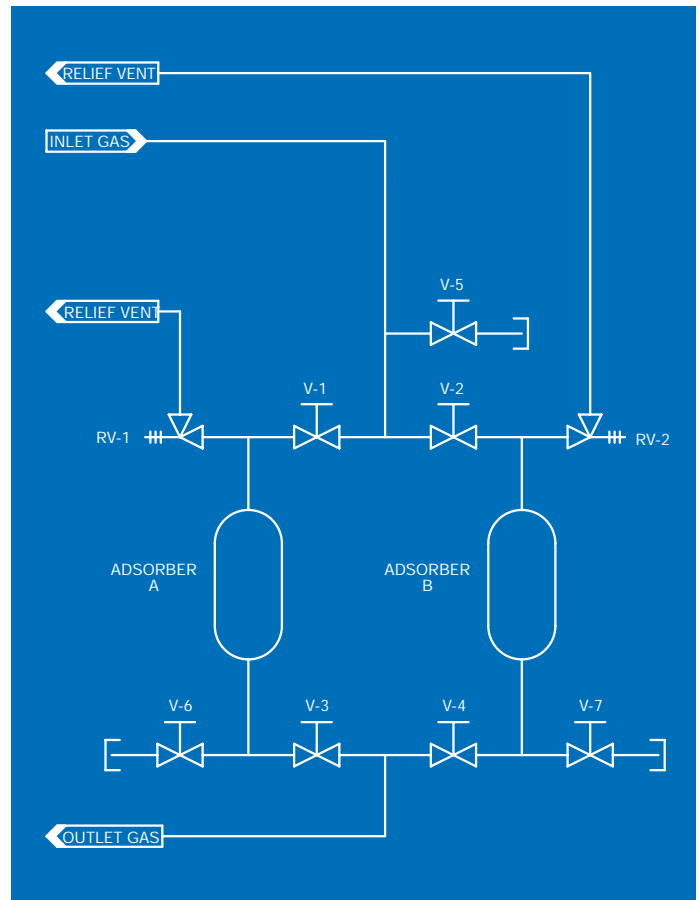 RELIEF VENT
INLET GAS
V-5
RELIEF VENT
V-1
V-2
RV-1
RV-2
ADSORBER
A
ADSORBER
B
V-6
V-3
V-4
V-7
OUTLET GAS